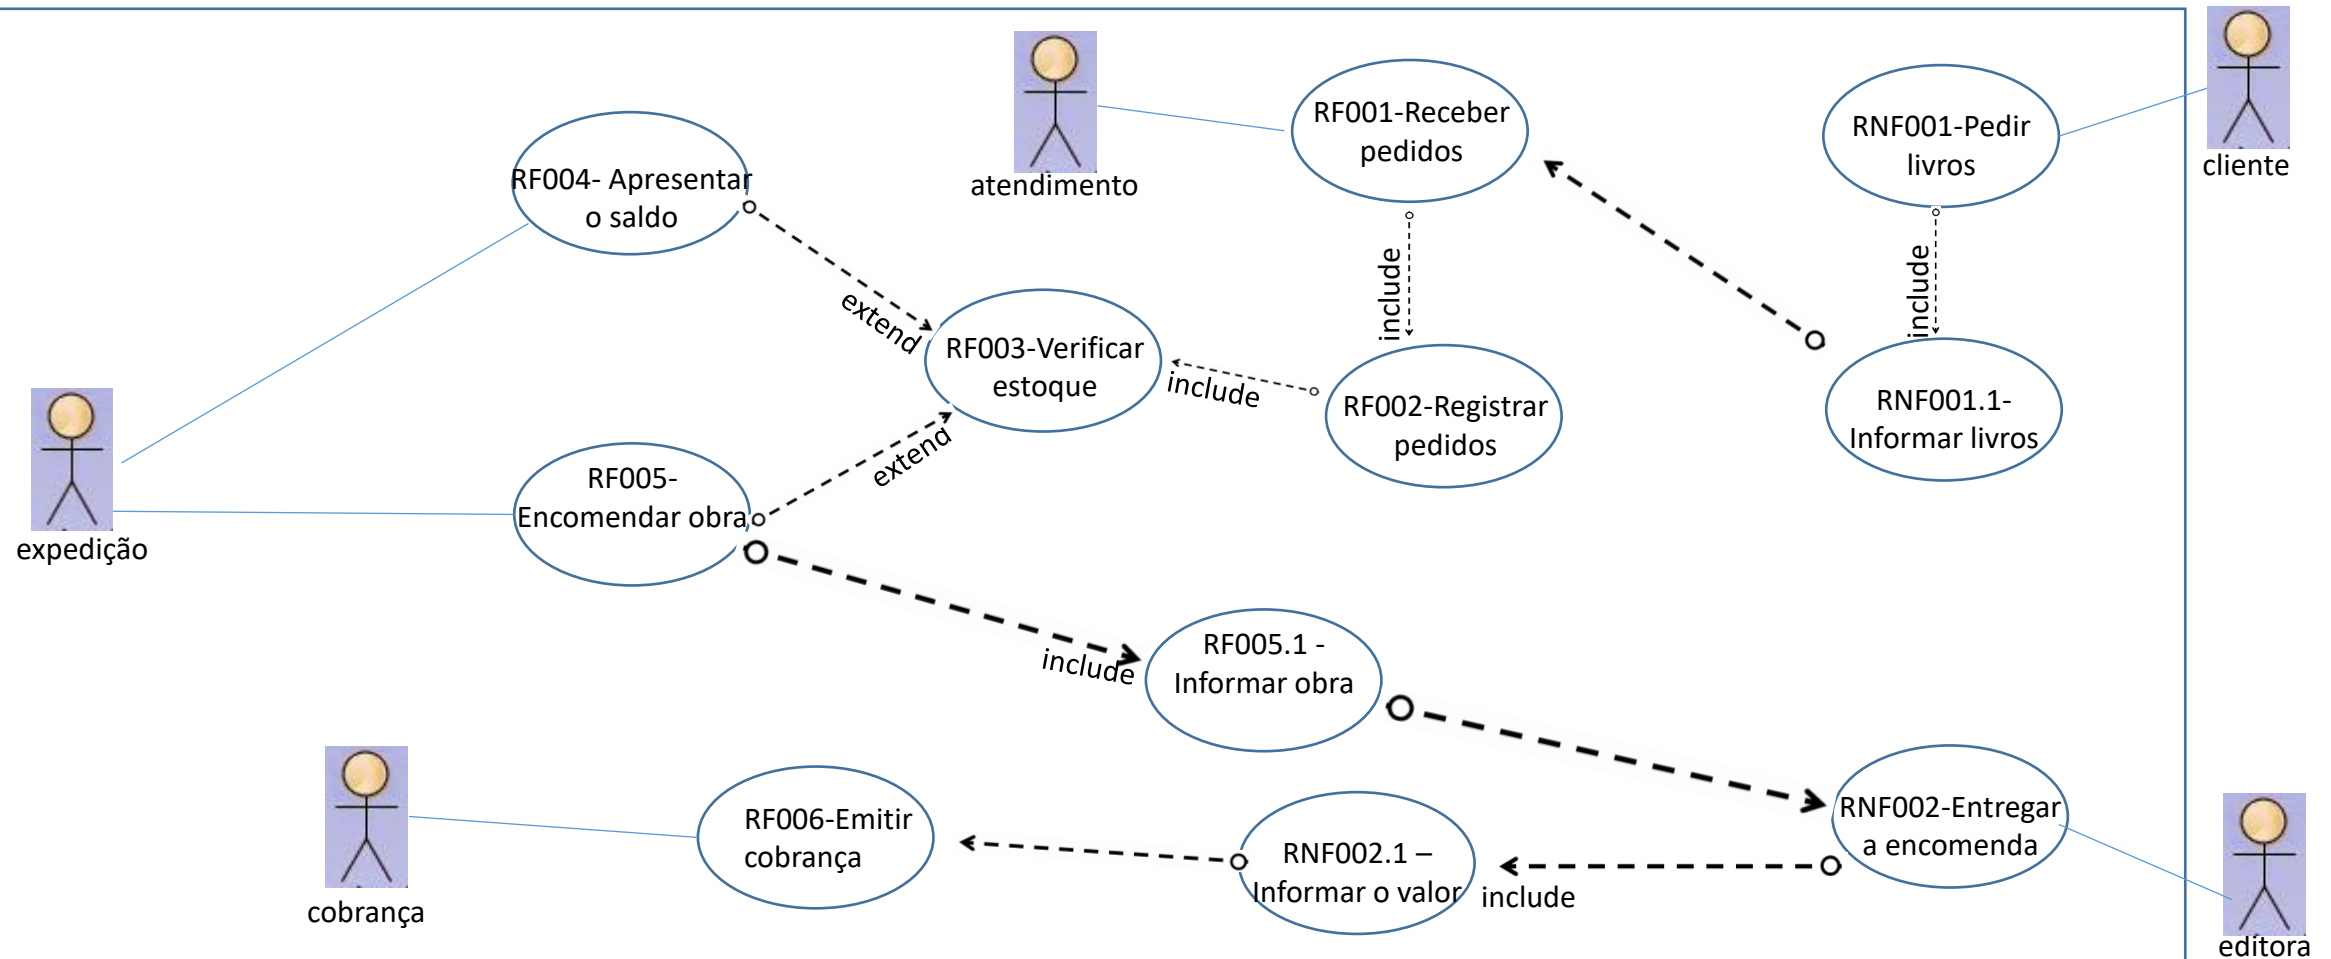 RF001-Receber
pedidos
RNF001-Pedir
livros
cliente
atendimento
RF004- Apresentar
o saldo
include
include
extend
RF003-Verificar
estoque
include
RF002-Registrar
pedidos
RNF001.1-
Informar livros
extend
RF005-
Encomendar obra
expedição
include
RF005.1 -
Informar obra
RNF002-Entregar
a encomenda
RF006-Emitir
cobrança
RNF002.1 –
Informar o valor
include
cobrança
editora